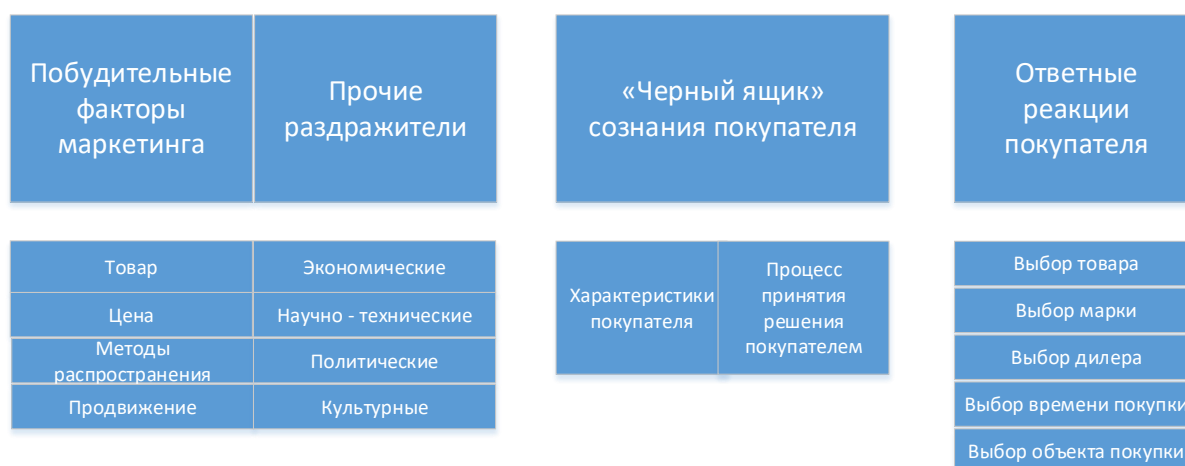 Побудительные
факторы
маркетинга
Прочие
раздражители
«Черный ящик»
сознания покупателя
Ответные
реакции
покупателя
Товар
Экономические
Цена
Научно - технические
Методы
распространения
Политические
Продвижение
Культурные
Характеристики
покупателя
Процесс
принятия
решения
покупателем
Выбор товара
Выбор марки
Выбор дилера
Выбор времени покупки
Выбор объекта покупки